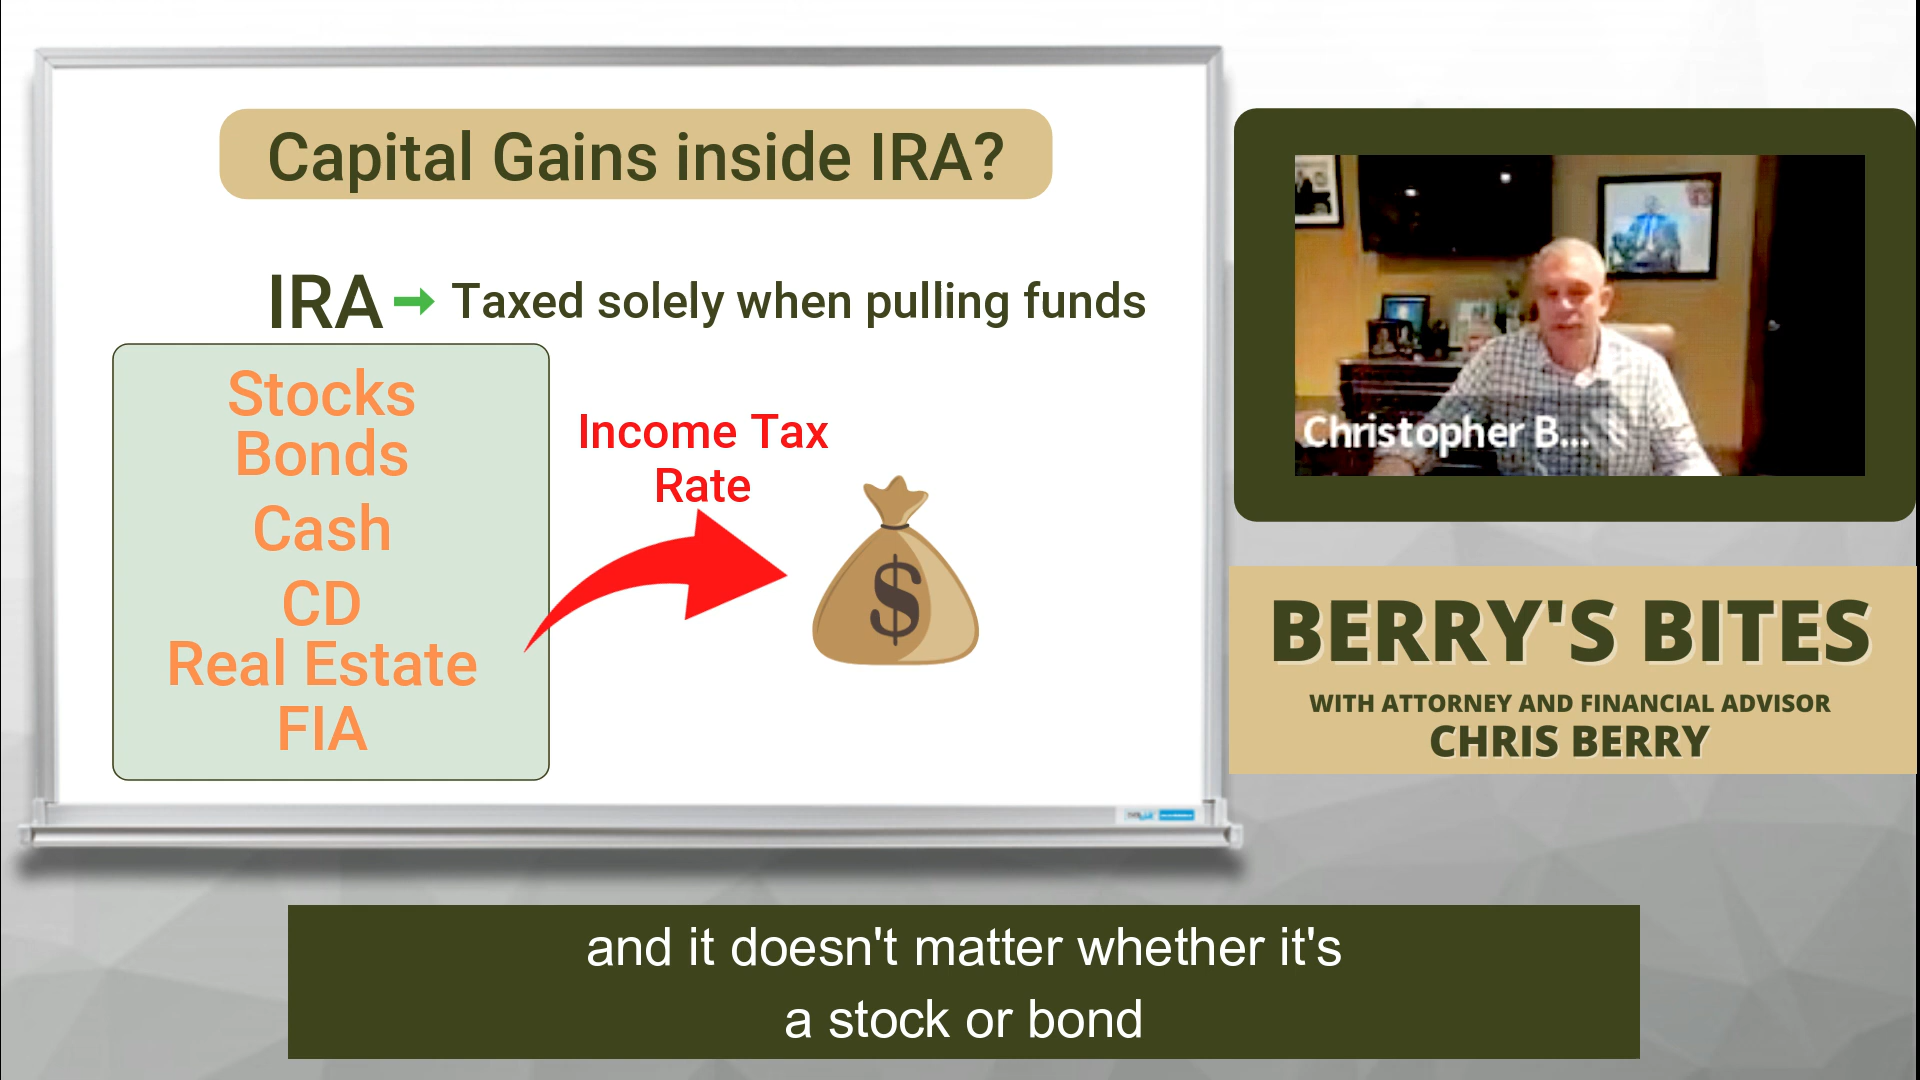 Capital Gains inside IRA?
IRA
Taxed solely when pulling funds
Stocks
Bonds
Cash
CD
Real Estate
FIA
Income Tax
Rate
$
Christopher B...
BERRY'S BITES
WITH ATTORNEY AND FINANCIAL ADVISOR
CHRIS BERRY
and it doesn't matter whether it's
a stock or bond